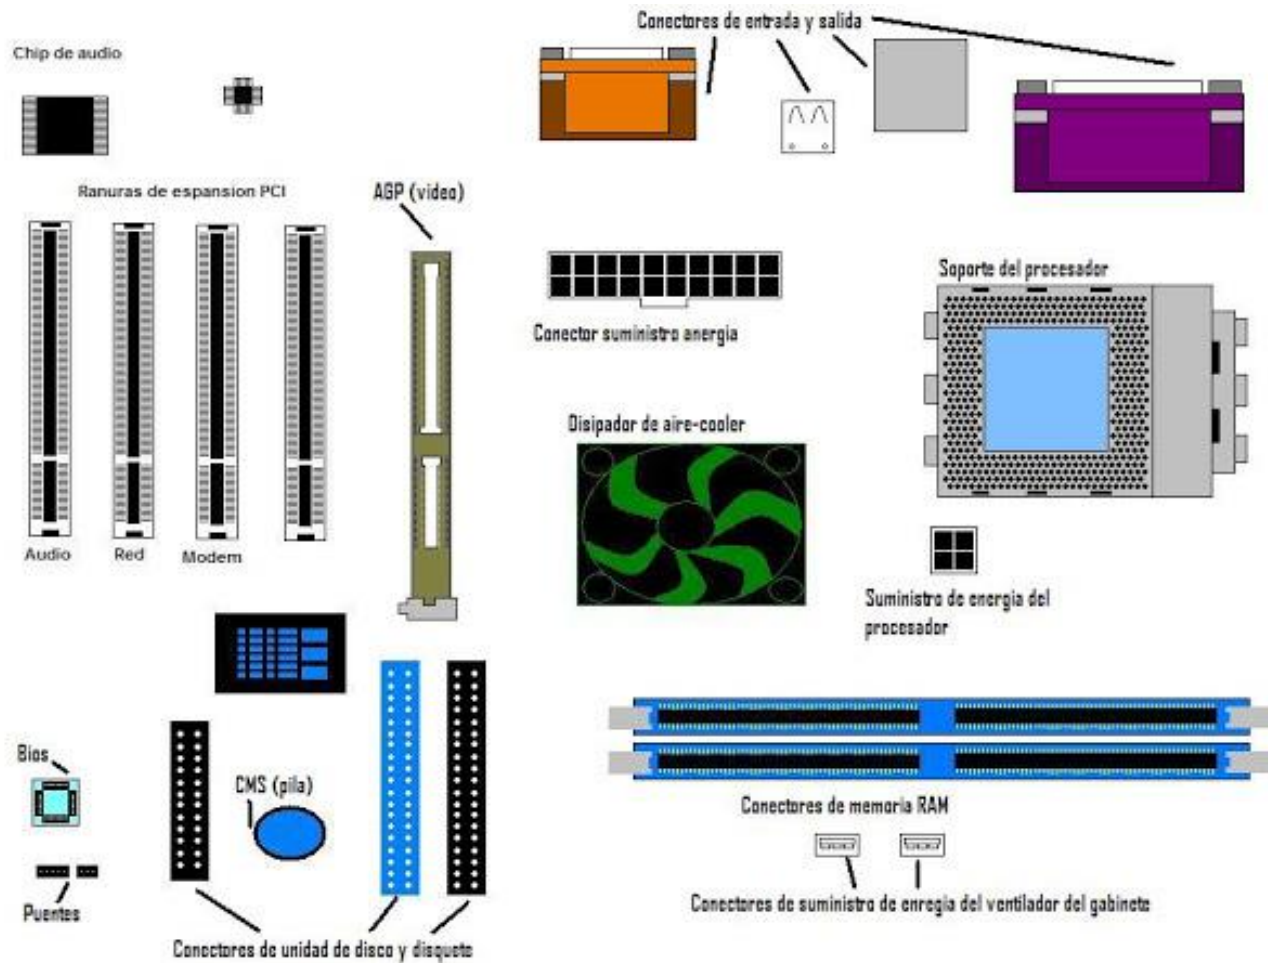 Conectores de entrada y salida
Chip de audio
Ranuras de espansion PCI
AGP (video)
Soporte del procesador
Conector suministro anergia
Disipador de aire-cooler
Audio
Red
Modem
Suministro de energia del
procesador
Bios
CMS (pila)
Conectores de memoria RAM
Puentes
Conectores de suministro de enregia del ventilador del gabinete
Conectores de unidad de disco y disquete